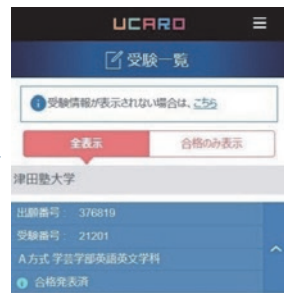 UCARO
受験一覧
受験情報が表示されない場合は、こちら
全表示
合格のみ表示
津田塾大学
出願番号： 376819
受験番号： 21201
A方式 学芸学部英語英文学科
合格発表済